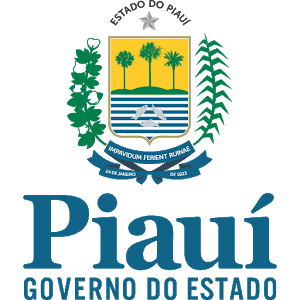 ESTADO DO PIAUÍ
IMPAVIDUM FERIENT RUINAE
24 DE JANEIRO DE 1823
Piauí
GOVERNO DO ESTADO